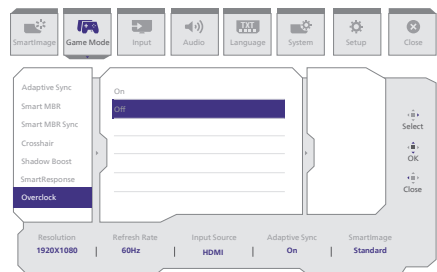 SmartImage
Game Mode
Input
Audio
TXT
Language
System
Setup
Close
Adaptive Sync
Smart MBR
Smart MBR Sync
Crosshair
Shadow Boost
SmartResponse
Overclock
On
Off
Select
OK
Close
Resolution
1920X1080
Refresh Rate
60Hz
Input Source
HDMI
Adaptive Sync
On
SmartImage
Standard